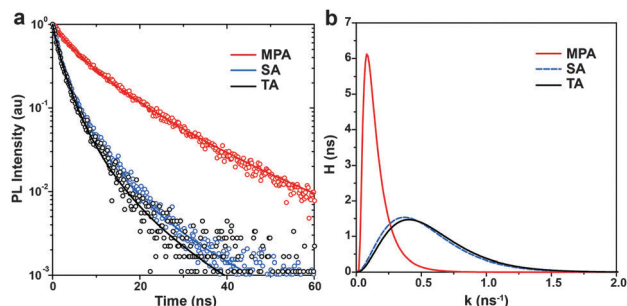 a
PL Intensity (au)
10⁰
10⁻¹
10⁻²
10⁻³
0
20
40
60
Time (ns)
MPA
SA
TA
b
H (ns)
7
6
5
4
3
2
1
0
0.0
0.5
1.0
1.5
2.0
k (ns⁻¹)
MPA
SA
TA